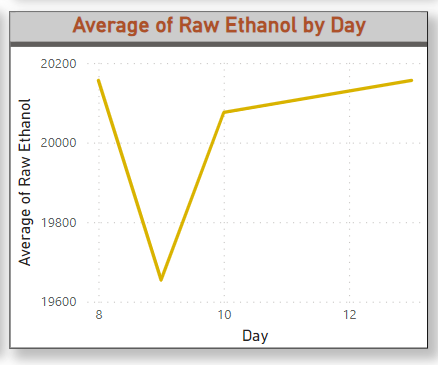 Average of Raw Ethanol by Day
Average of Raw Ethanol
20200
20000
19800
19600
8 10 12
Day